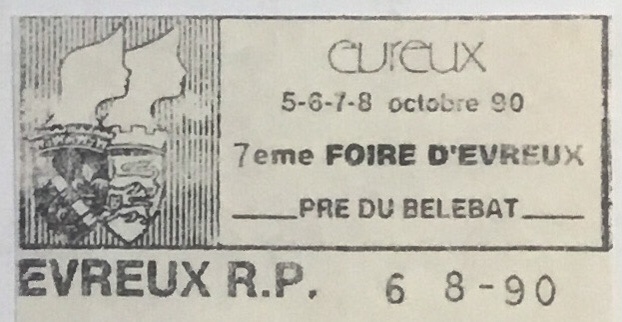 evreux
5-6-7-8 octobre 90
7eme FOIRE D'EVREUX
PRE DU BELEBAT
EVREUX R.P. 6 8-90